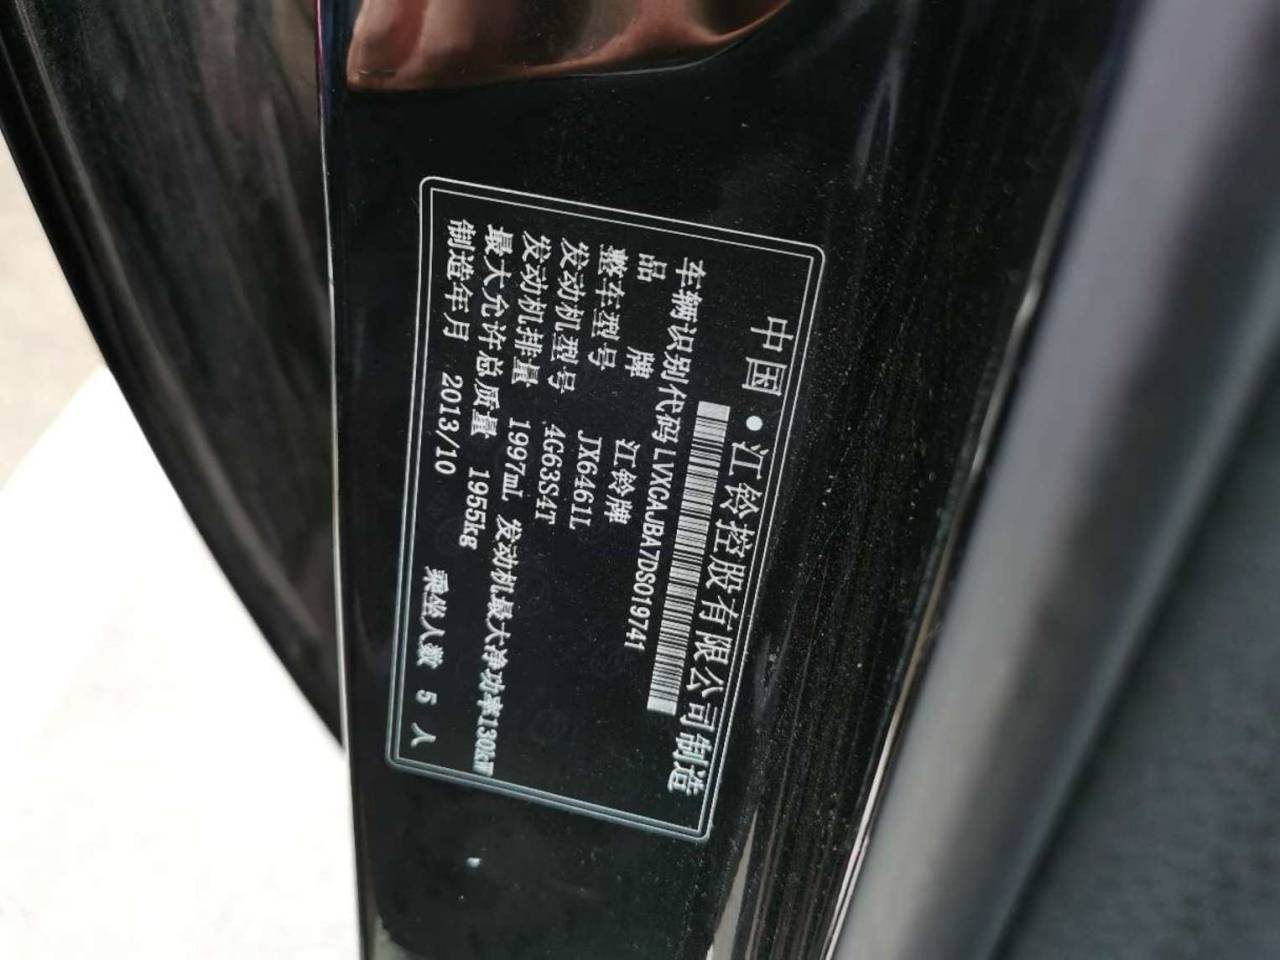 中国·江铃控股有限公司制造
车辆识别代码 LVXCAJBA7DS019741
品 牌 江铃牌
整车型号 JX6461L
发动机型号 4G63S4T
发动机排量 1997mL 发动机最大净功率130kW
最大允许总质量 1955kg
制造年月 2013/10 乘坐人数 5 人